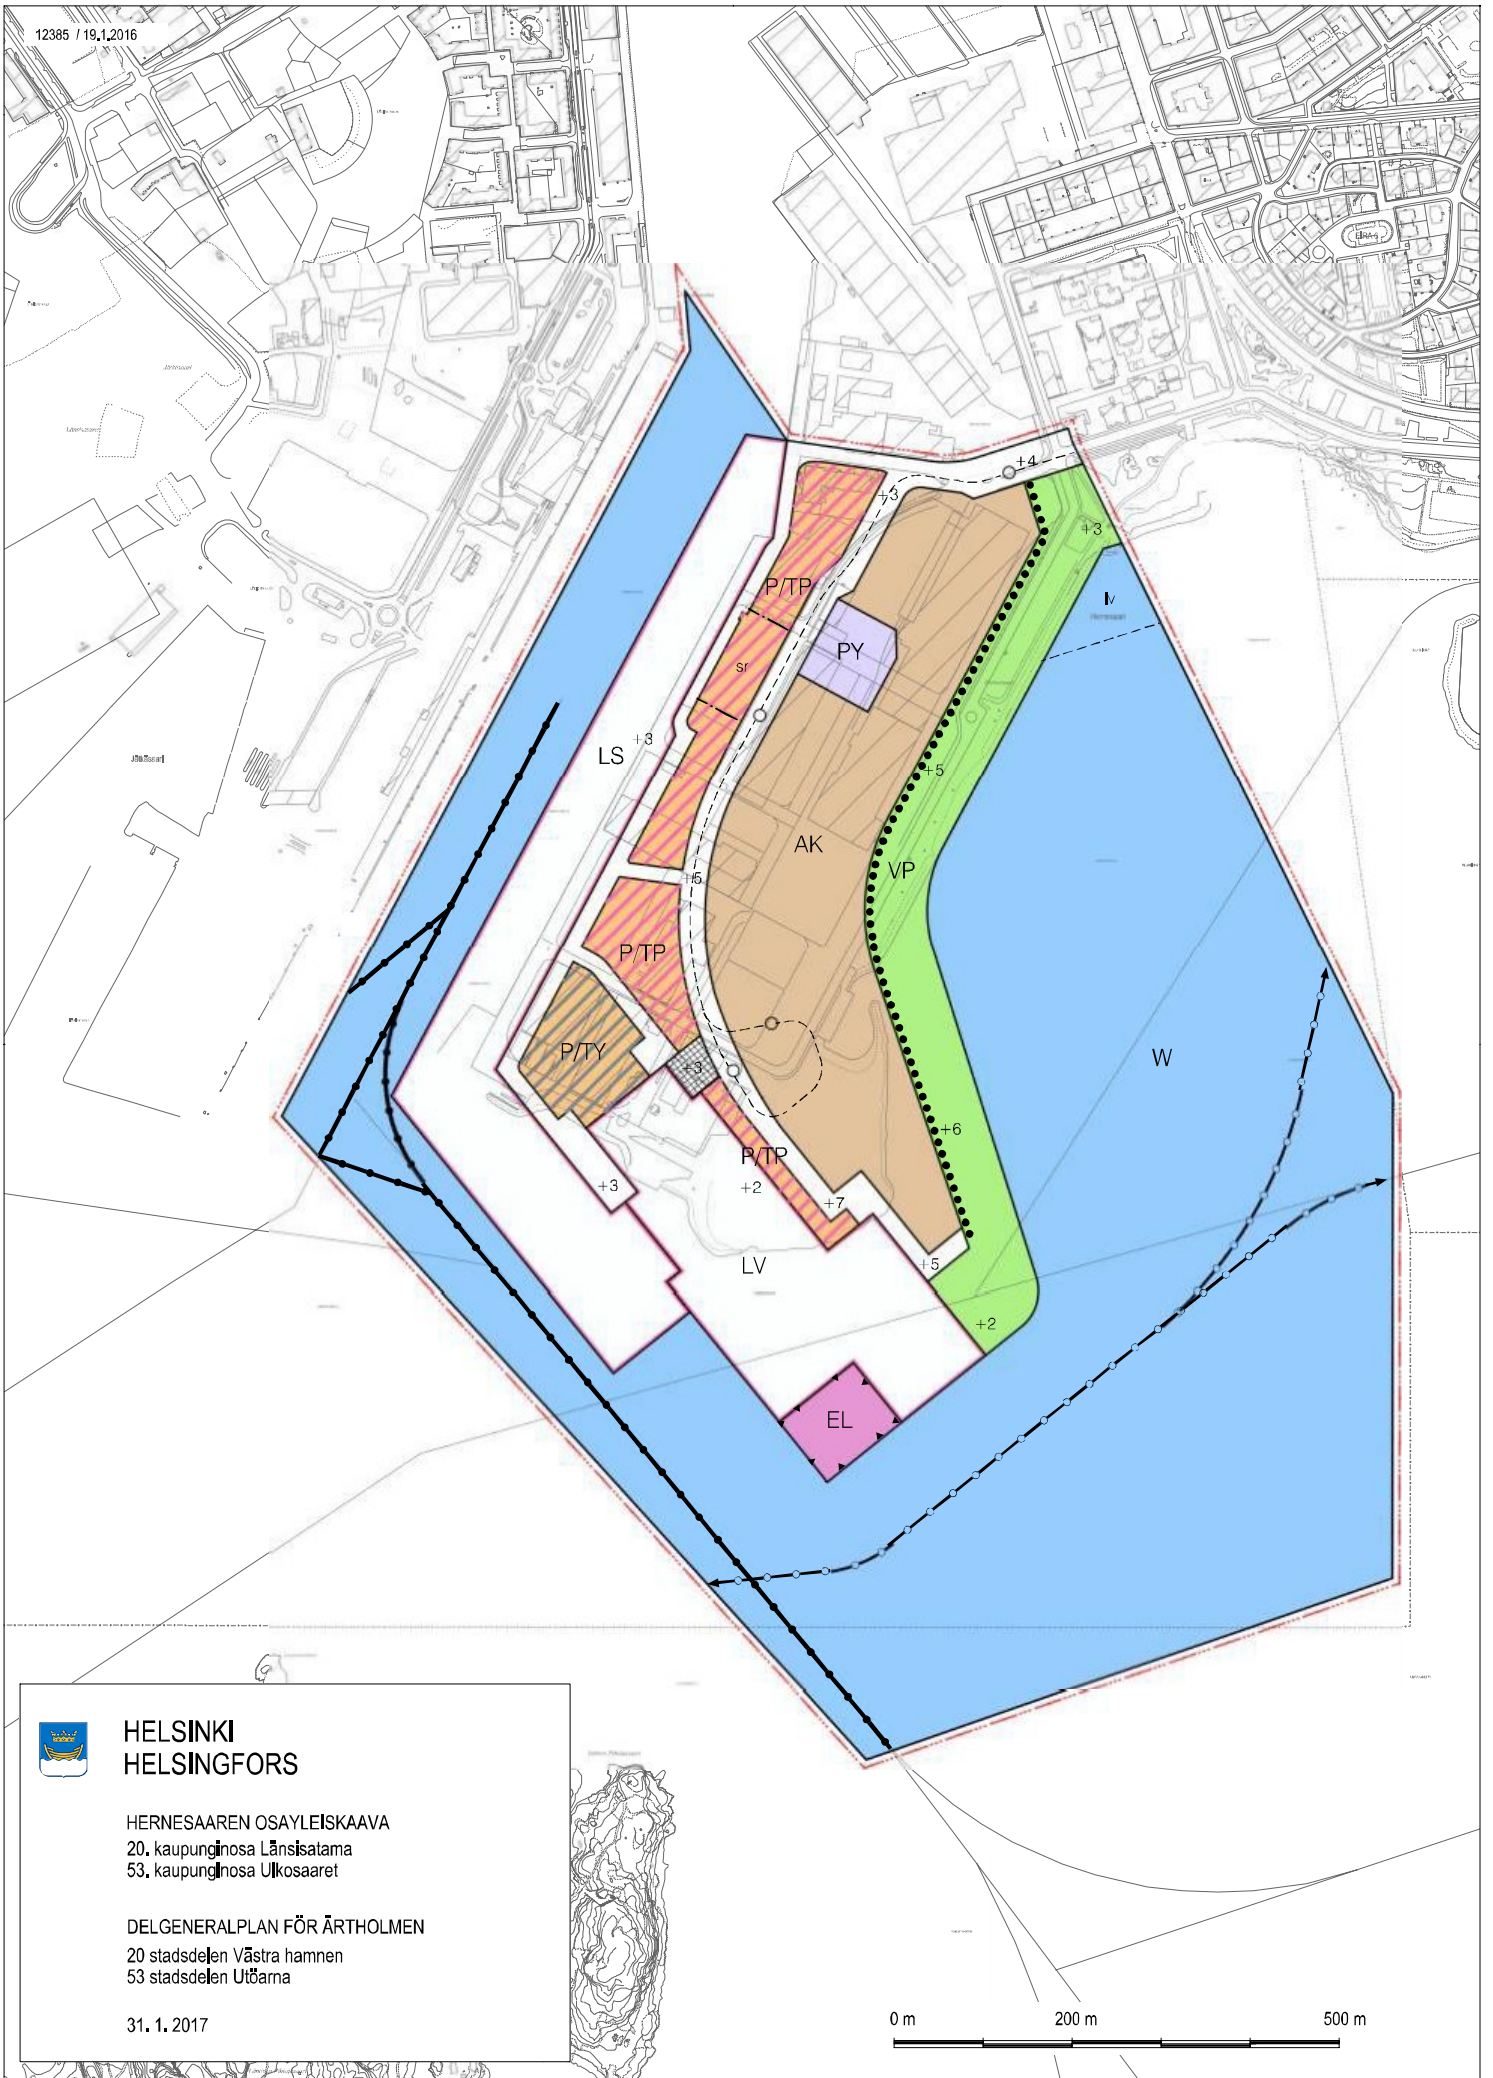 12385 / 19.1.2016
EIRA
+4
+3
+3
P/TP
lv
PY
sr
+3
LS
+5
AK
VP
+5
P/TP
W
P/TY
+3
+6
P/TP
+3
+2
+7
LV
+5
+2
EL
HELSINKI
HELSINGFORS
HERNESAAREN OSAYLEISKAAVA
20. kaupunginosa Länsisatama
53. kaupunginosa Ulkosaaret
DELGENERALPLAN FÖR ÄRTHOLMEN
20 stadsdelen Västra hamnen
53 stadsdelen Utöarna
31. 1. 2017
0 m
200 m
500 m